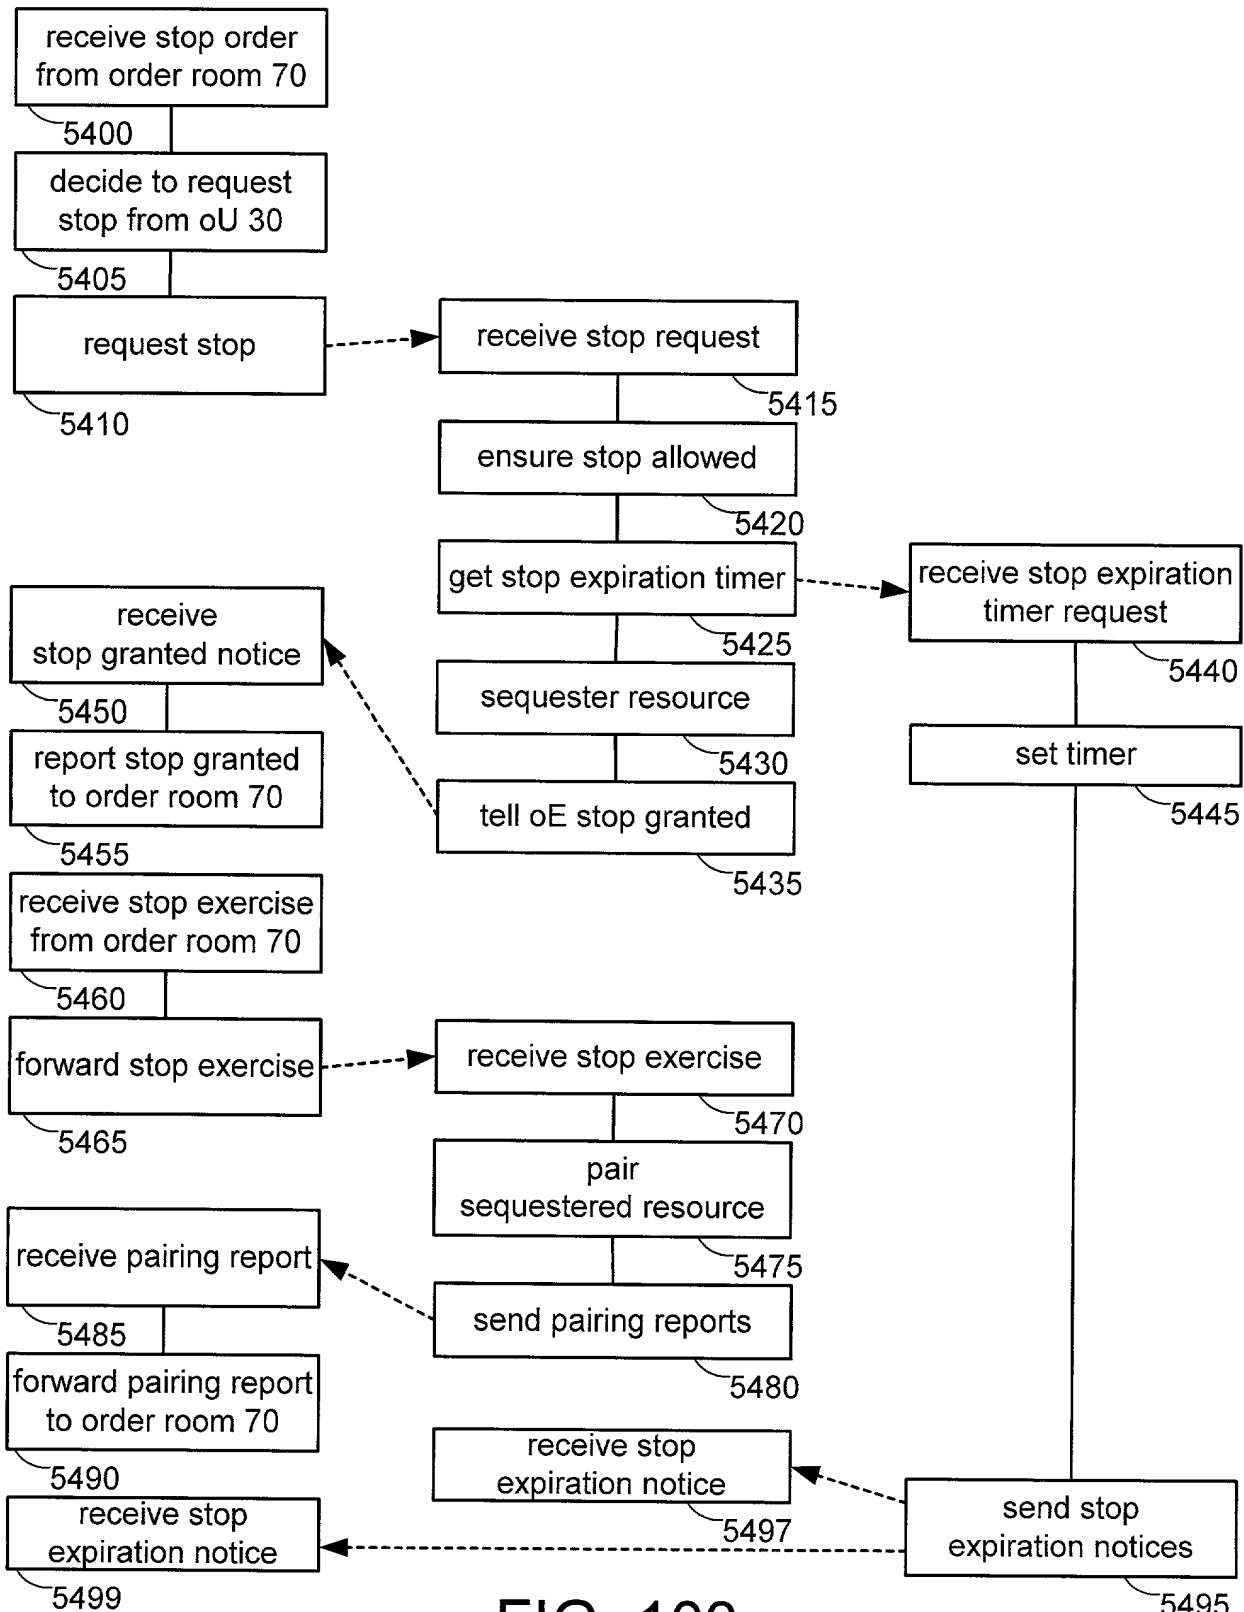 receive stop order
from order room 70
5400
decide to request
stop from oU 30
5405
request stop
5410
receive stop request
5415
ensure stop allowed
5420
get stop expiration timer
5425
sequester resource
5430
tell oE stop granted
5435
receive stop expiration
timer request
5440
set timer
5445
receive
stop granted notice
5450
report stop granted
to order room 70
5455
receive stop exercise
from order room 70
5460
forward stop exercise
5465
receive stop exercise
5470
pair
sequestered resource
5475
send pairing reports
5480
receive pairing report
5485
forward pairing report
to order room 70
5490
send stop
expiration notices
5495
receive stop
expiration notice
5497
receive stop
expiration notice
5499